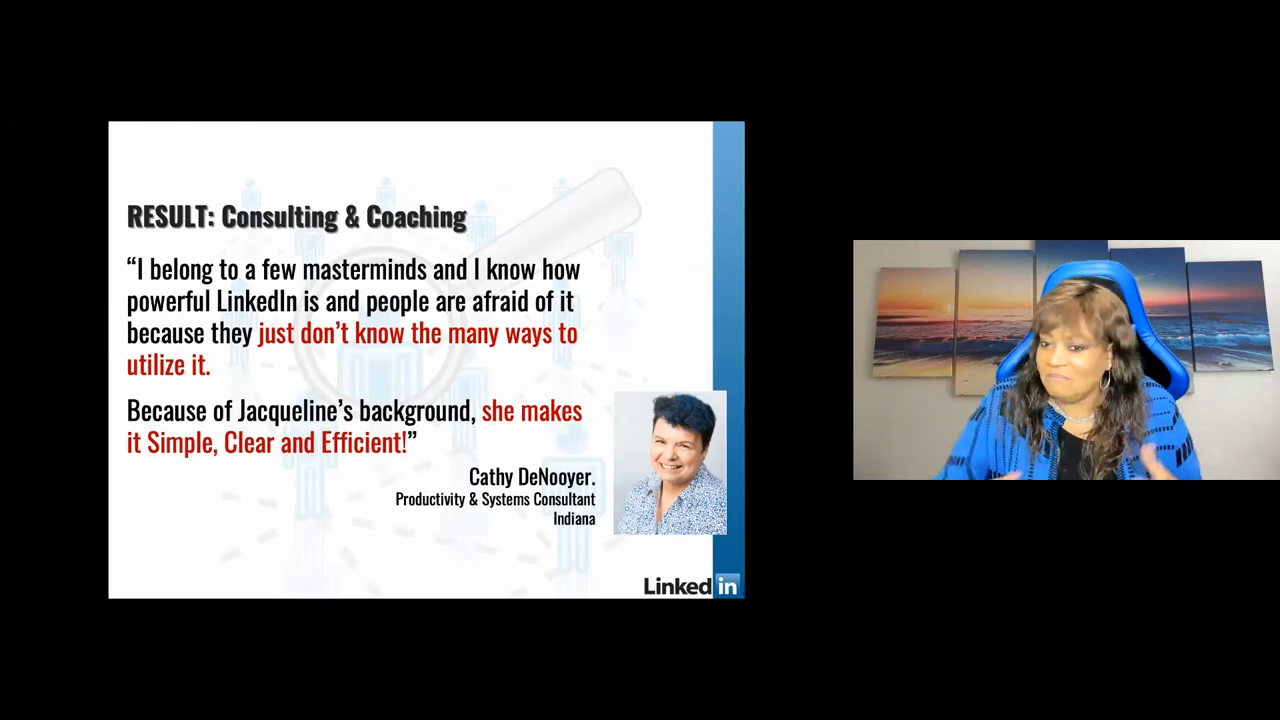 RESULT: Consulting & Coaching
“I belong to a few masterminds and I know how
powerful LinkedIn is and people are afraid of it
because they just don’t know the many ways to
utilize it.
Because of Jacqueline’s background, she makes
it Simple, Clear and Efficient!”
Cathy DeNooyer.
Productivity & Systems Consultant
Indiana
Linked in